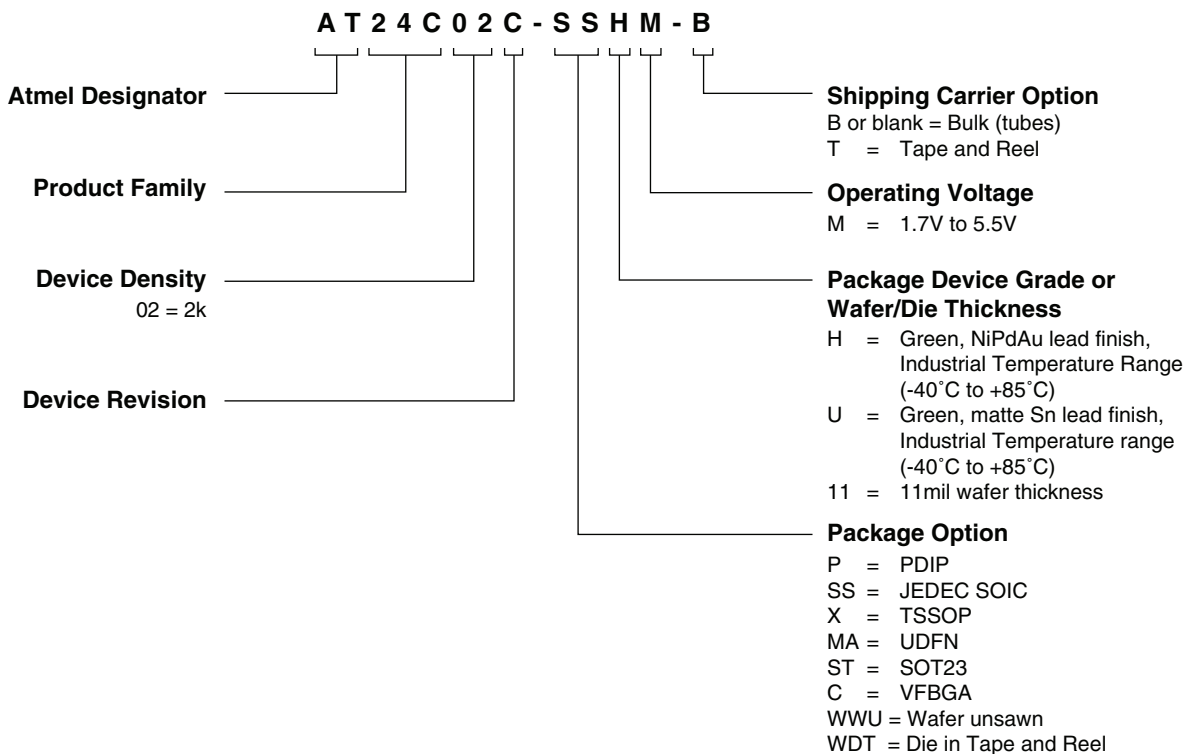 A T 2 4 C 0 2 C - S S H M - B
Atmel Designator
Product Family
Device Density
02 = 2k
Device Revision
Shipping Carrier Option
B or blank = Bulk (tubes)
T = Tape and Reel
Operating Voltage
M = 1.7V to 5.5V
Package Device Grade or
Wafer/Die Thickness
H = Green, NiPdAu lead finish,
Industrial Temperature Range
(-40˚C to +85˚C)
U = Green, matte Sn lead finish,
Industrial Temperature range
(-40˚C to +85˚C)
11 = 11mil wafer thickness
Package Option
P = PDIP
SS = JEDEC SOIC
X = TSSOP
MA = UDFN
ST = SOT23
C = VFBGA
WWU = Wafer unsawn
WDT = Die in Tape and Reel